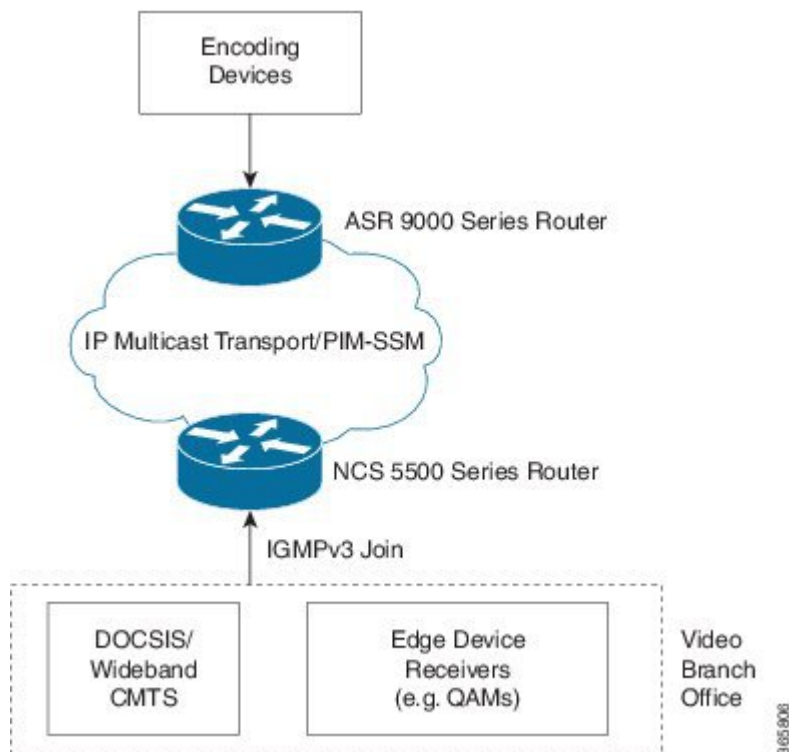 Encoding
Devices
ASR 9000 Series Router
IP Multicast Transport/PIM-SSM
NCS 5500 Series Router
IGMPv3 Join
DOCSIS/
Wideband
CMTS
Edge Device
Receivers
(e.g. QAMs)
Video
Branch
Office
365806